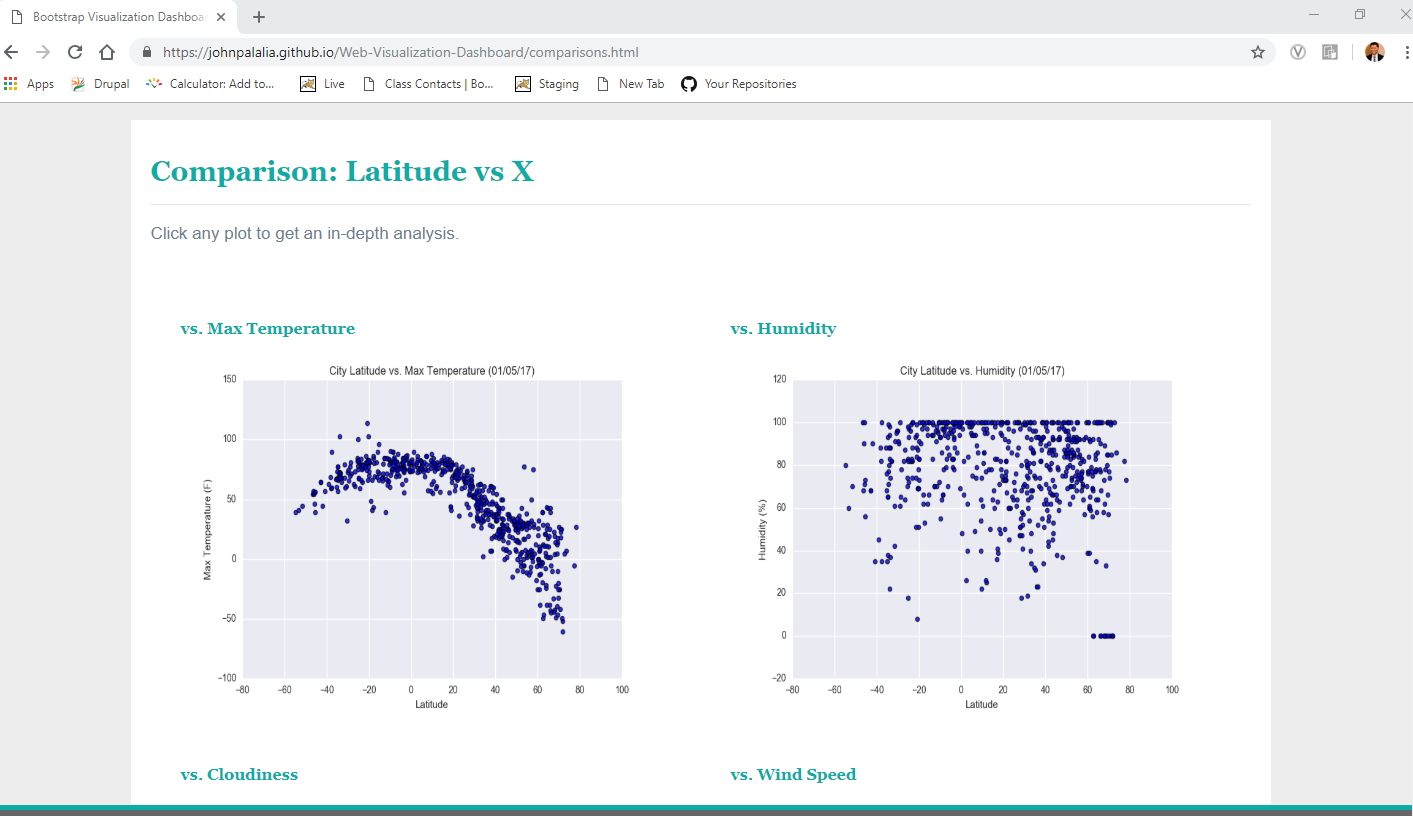 Bootstrap Visualization Dashboar
https://johnpalalia.github.io/Web-Visualization-Dashboard/comparisons.html
Apps Drupal Calculator: Add to... Live Class Contacts | Bo... Staging New Tab Your Repositories
Comparison: Latitude vs X
Click any plot to get an in-depth analysis.
vs. Max Temperature
City Latitude vs. Max Temperature (01/05/17)
150
100
50
0
−50
−100
Max Temperature (F)
−80 −60 −40 −20 0 20 40 60 80 100
Latitude
vs. Humidity
City Latitude vs. Humidity (01/05/17)
120
100
80
60
40
20
0
−20
Humidity (%)
−80 −60 −40 −20 0 20 40 60 80 100
Latitude
vs. Cloudiness
vs. Wind Speed